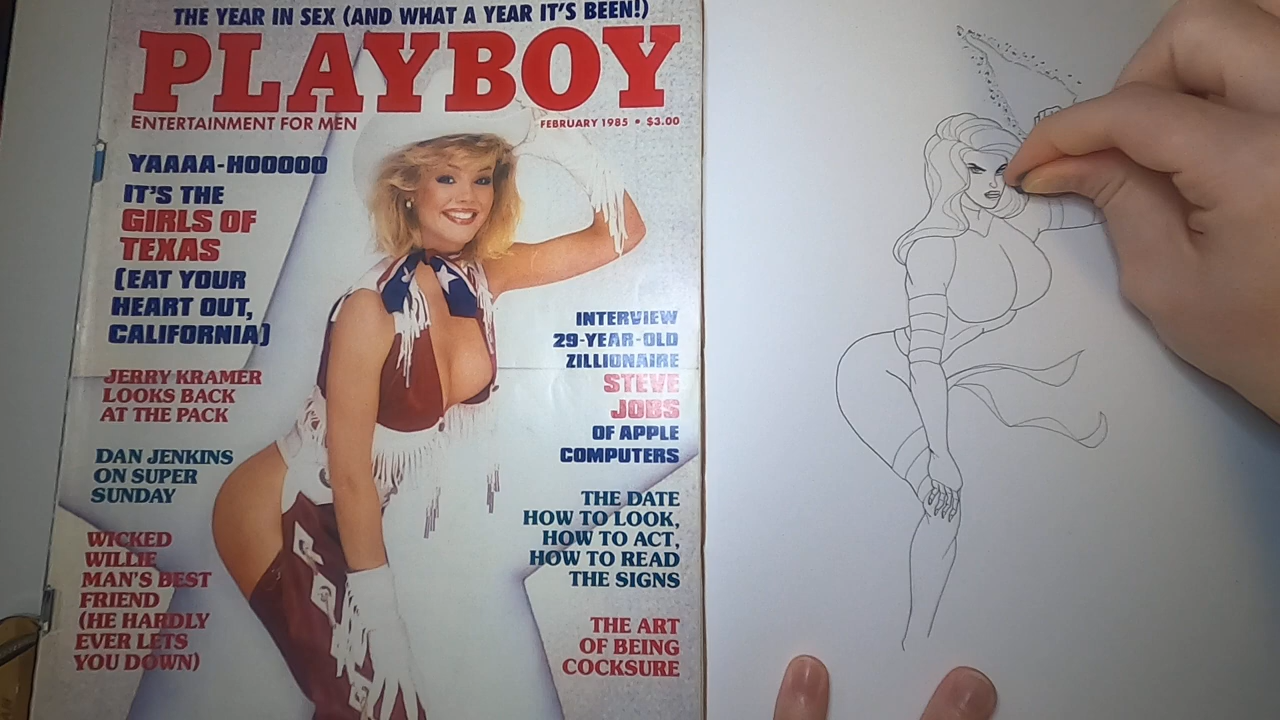 THE YEAR IN SEX (AND WHAT A YEAR IT'S BEEN!)
PLAYBOY
ENTERTAINMENT FOR MEN
FEBRUARY 1985 • $3.00
YAAAA-HOOOOO
IT'S THE
GIRLS OF
TEXAS
(EAT YOUR
HEART OUT,
CALIFORNIA)
JERRY KRAMER
LOOKS BACK
AT THE PACK
DAN JENKINS
ON SUPER
SUNDAY
WICKED
WILLIE
MAN'S BEST
FRIEND
(HE HARDLY
EVER LETS
YOU DOWN)
INTERVIEW
29-YEAR-OLD
ZILLIONAIRE
STEVE
JOBS
OF APPLE
COMPUTERS
THE DATE
HOW TO LOOK,
HOW TO ACT,
HOW TO READ
THE SIGNS
THE ART
OF BEING
COCKSURE